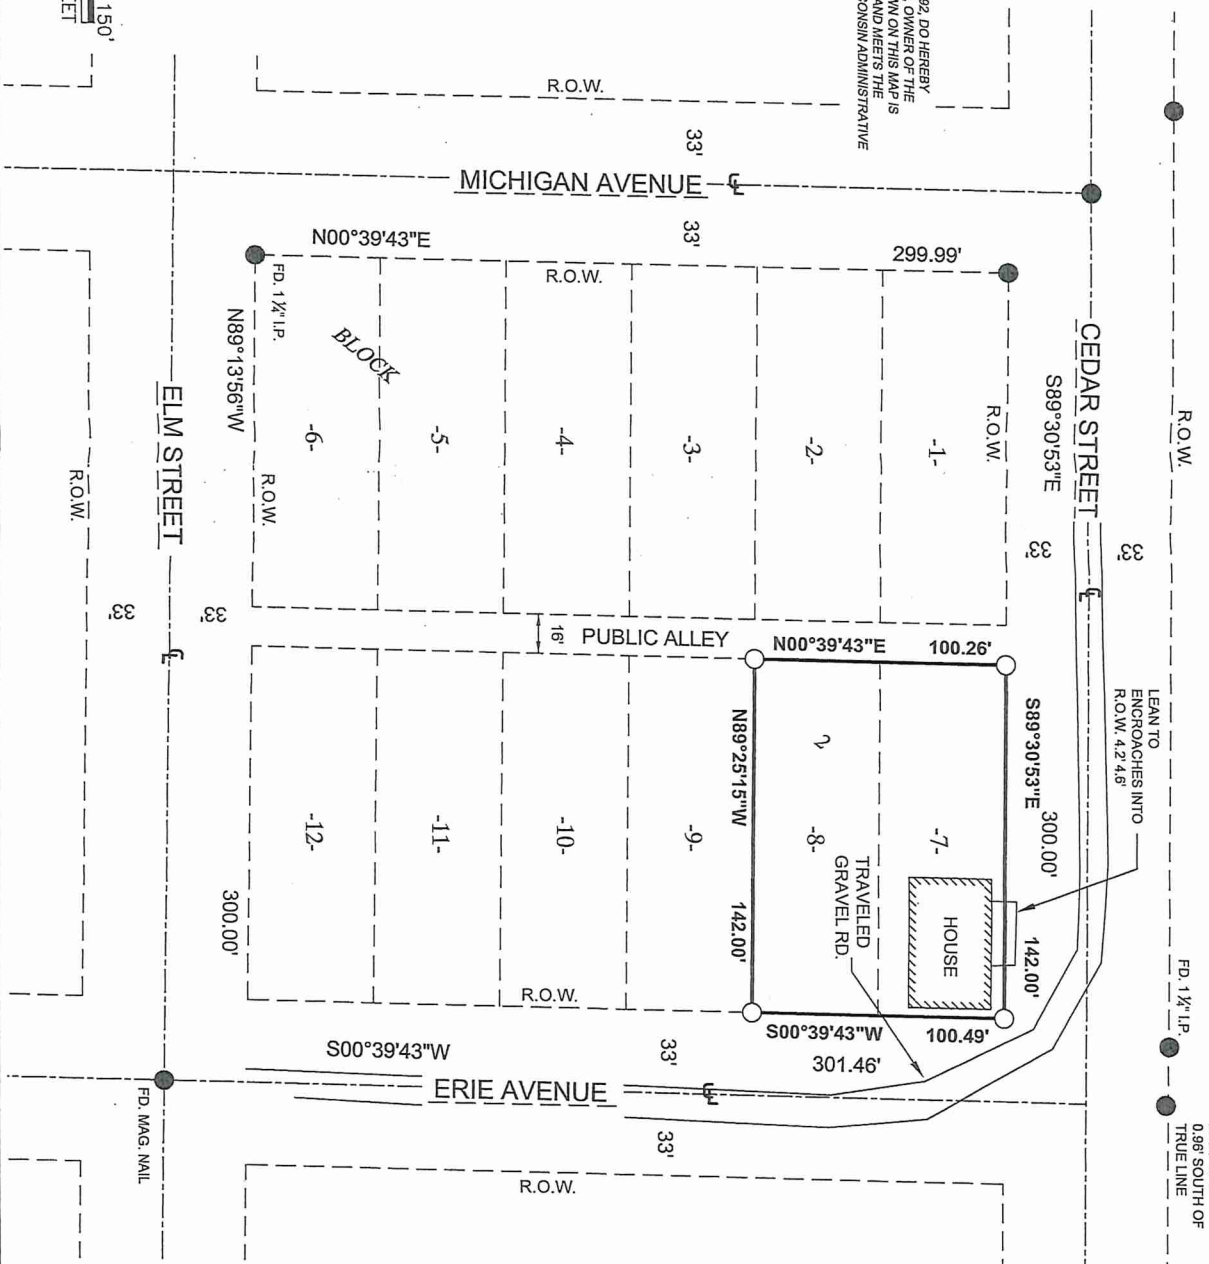 150'
ET
92, DO HEREBY
, OWNER OF THE
WN ON THIS MAP IS
AND MEETS THE
CONSIN ADMINISTRATIVE
R.O.W.
33'
MICHIGAN AVENUE
33'
N00°39'43"E
R.O.W.
299.99'
FD. 1 ¼" I.P.
N89°13'56"W
BLOCK
CEDAR STREET
S89°30'53"E
R.O.W.
R.O.W.
ELM STREET
-6-
-5-
-4-
-3-
-2-
-1-
R.O.W.
R.O.W.
33'
33'
33'
33'
16'
PUBLIC ALLEY
N00°39'43"E
100.26'
LEAN TO
ENCROACHES INTO
R.O.W. 4.2' 4.6'
S89°30'53"E
300.00'
142.00'
N89°25'15"W
142.00'
2
-12-
-11-
-10-
-9-
-8-
-7-
TRAVELED
GRAVEL RD.
HOUSE
300.00'
R.O.W.
S00°39'43"W
100.49'
301.46'
S00°39'43"W
33'
ERIE AVENUE
33'
R.O.W.
FD. MAG. NAIL
FD. 1 ¼" I.P.
0.96' SOUTH OF
TRUE LINE